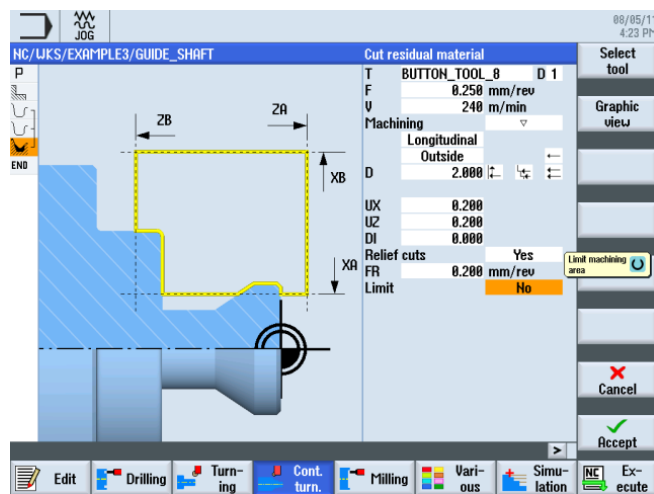 JOG
08/05/1
4:23 PM
NC/WKS/EXAMPLE3/GUIDE_SHAFT
Cut residual material
Select
tool
P
END
ZB
ZA
XB
XA
T BUTTON_TOOL_8 D 1
F 0.250 mm/rev
V 240 m/min
Machining ▽
Longitudinal
Outside ←
D 2.000
UX 0.200
UZ 0.200
DI 0.000
Relief cuts Yes
FR 0.200 mm/rev
Limit No
Limit machining
area
Graphic
view
Cancel
Accept
>
Edit
Drilling
Turn-
ing
Cont.
turn.
Milling
Vari-
ous
Simu-
lation
NC
Ex-
ecute